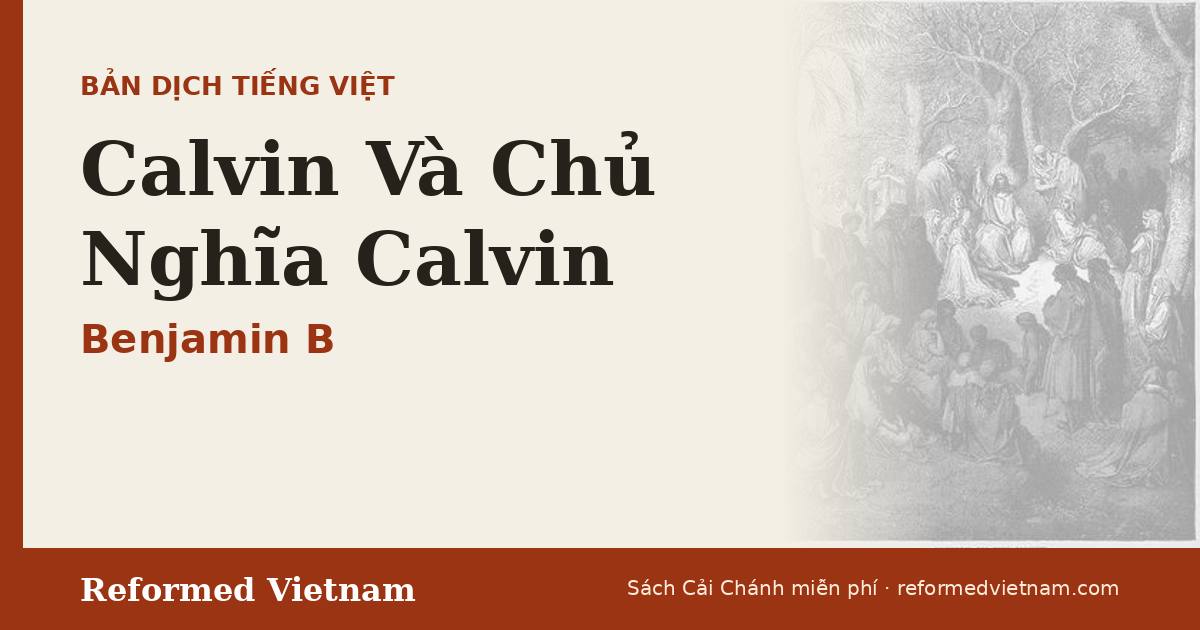 BẢN DỊCH TIẾNG VIỆT
Calvin Và Chủ
Nghĩa Calvin
Benjamin B
Reformed Vietnam
Sách Cải Chánh miễn phí · reformedvietnam.com